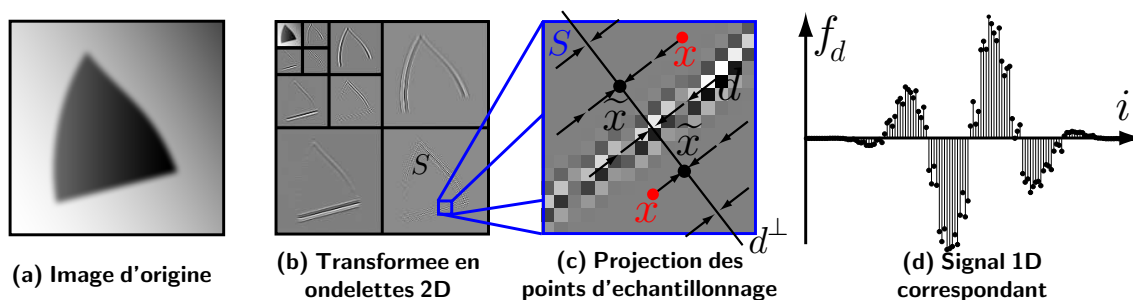 S
S
x
d
x̃
x̃
x
d⊥
f_d
i
(a) Image d'origine
(b) Transformee en
ondelettes 2D
(c) Projection des
points d'echantillonnage
(d) Signal 1D
correspondant